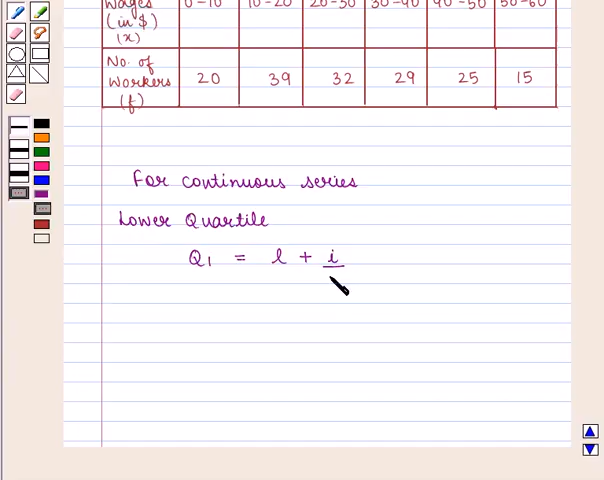 Wages 0-10 10-20 20-30 30-40 40-50 50-60
(in $)
(x)
No. of
Workers 20 39 32 29 25 15
(f)
For continuous series
Lower Quartile
Q1 = l + i